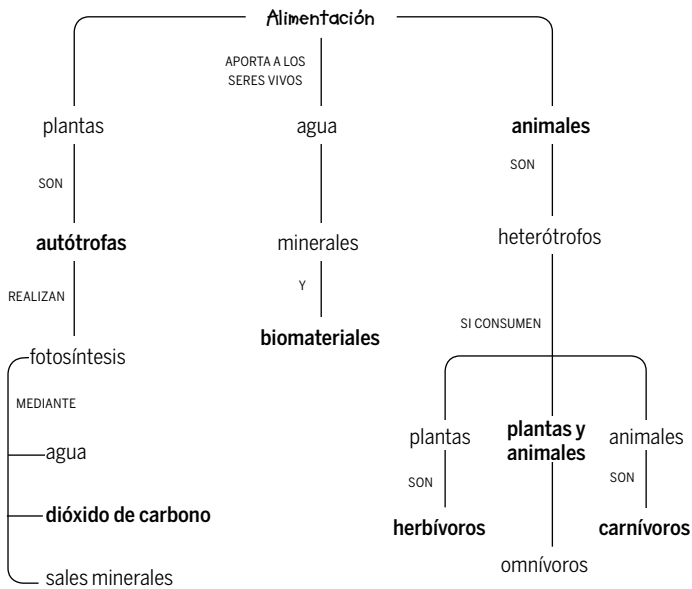 Alimentación
APORTA A LOS
SERES VIVOS
plantas
agua
animales
SON
SON
autótrofas
minerales
heterótrofos
REALIZAN
Y
biomateriales
SI CONSUMEN
fotosíntesis
MEDIANTE
plantas
plantas y
animales
animales
agua
SON
SON
dióxido de carbono
herbívoros
carnívoros
omnívoros
sales minerales